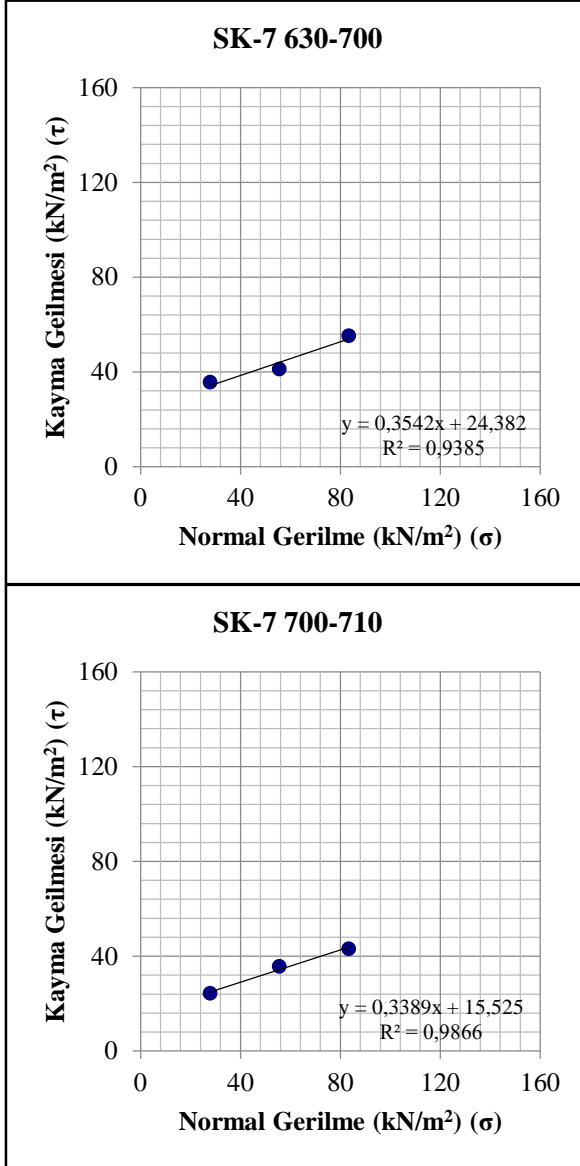 SK-7 630-700
160
120
80
40
0
Kayma Geilmesi (kN/m²) (τ)
y = 0,3542x + 24,382
R² = 0,9385
0 40 80 120 160
Normal Gerilme (kN/m²) (σ)
SK-7 700-710
160
120
80
40
0
Kayma Geilmesi (kN/m²) (τ)
y = 0,3389x + 15,525
R² = 0,9866
0 40 80 120 160
Normal Gerilme (kN/m²) (σ)